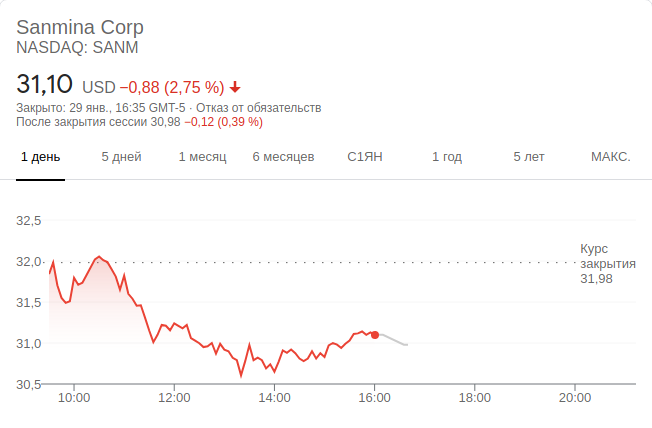 Sanmina Corp
NASDAQ: SANM
31,10 USD −0,88 (2,75 %)
Закрыто: 29 янв., 16:35 GMT-5 · Отказ от обязательств
После закрытия сессии 30,98 −0,12 (0,39 %)
1 день 5 дней 1 месяц 6 месяцев С1ЯН 1 год 5 лет МАКС.
32,5
Курс
32,0 закрытия
31,98
31,5
31,0
30,5
10:00 12:00 14:00 16:00 18:00 20:00